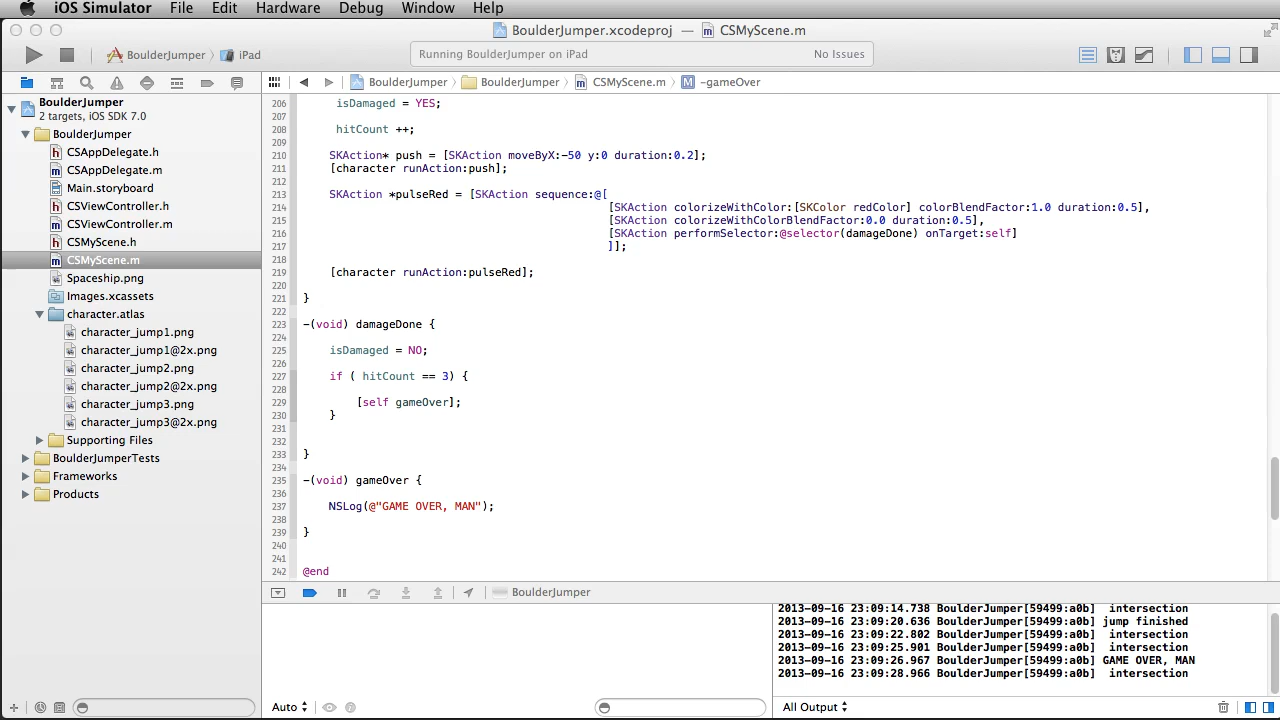 iOS Simulator File Edit Hardware Debug Window Help
BoulderJumper.xcodeproj — CSMyScene.m
BoulderJumper iPad
Running BoulderJumper on iPad No Issues
BoulderJumper BoulderJumper CSMyScene.m M -gameOver
BoulderJumper
2 targets, iOS SDK 7.0
BoulderJumper
h CSAppDelegate.h
m CSAppDelegate.m
Main.storyboard
h CSViewController.h
m CSViewController.m
h CSMyScene.h
m CSMyScene.m
Spaceship.png
Images.xcassets
character.atlas
character_jump1.png
character_jump1@2x.png
character_jump2.png
character_jump2@2x.png
character_jump3.png
character_jump3@2x.png
Supporting Files
BoulderJumperTests
Frameworks
Products
206 isDamaged = YES;
207
208 hitCount ++;
209
210 SKAction* push = [SKAction moveByX:-50 y:0 duration:0.2];
211 [character runAction:push];
212
213 SKAction *pulseRed = [SKAction sequence:@[
214 [SKAction colorizeWithColor:[SKColor redColor] colorBlendFactor:1.0 duration:0.5],
215 [SKAction colorizeWithColorBlendFactor:0.0 duration:0.5],
216 [SKAction performSelector:@selector(damageDone) onTarget:self]
217 ]];
218
219 [character runAction:pulseRed];
220
221 }
222
223 -(void) damageDone {
224
225 isDamaged = NO;
226
227 if ( hitCount == 3) {
228
229 [self gameOver];
230 }
231
232
233 }
234
235 -(void) gameOver {
236
237 NSLog(@"GAME OVER, MAN");
238
239 }
240
241
242 @end
BoulderJumper
2013-09-16 23:09:14.738 BoulderJumper[59499:a0b] intersection
2013-09-16 23:09:20.636 BoulderJumper[59499:a0b] jump finished
2013-09-16 23:09:22.802 BoulderJumper[59499:a0b] intersection
2013-09-16 23:09:25.901 BoulderJumper[59499:a0b] intersection
2013-09-16 23:09:26.967 BoulderJumper[59499:a0b] GAME OVER, MAN
2013-09-16 23:09:28.966 BoulderJumper[59499:a0b] intersection
Auto
All Output